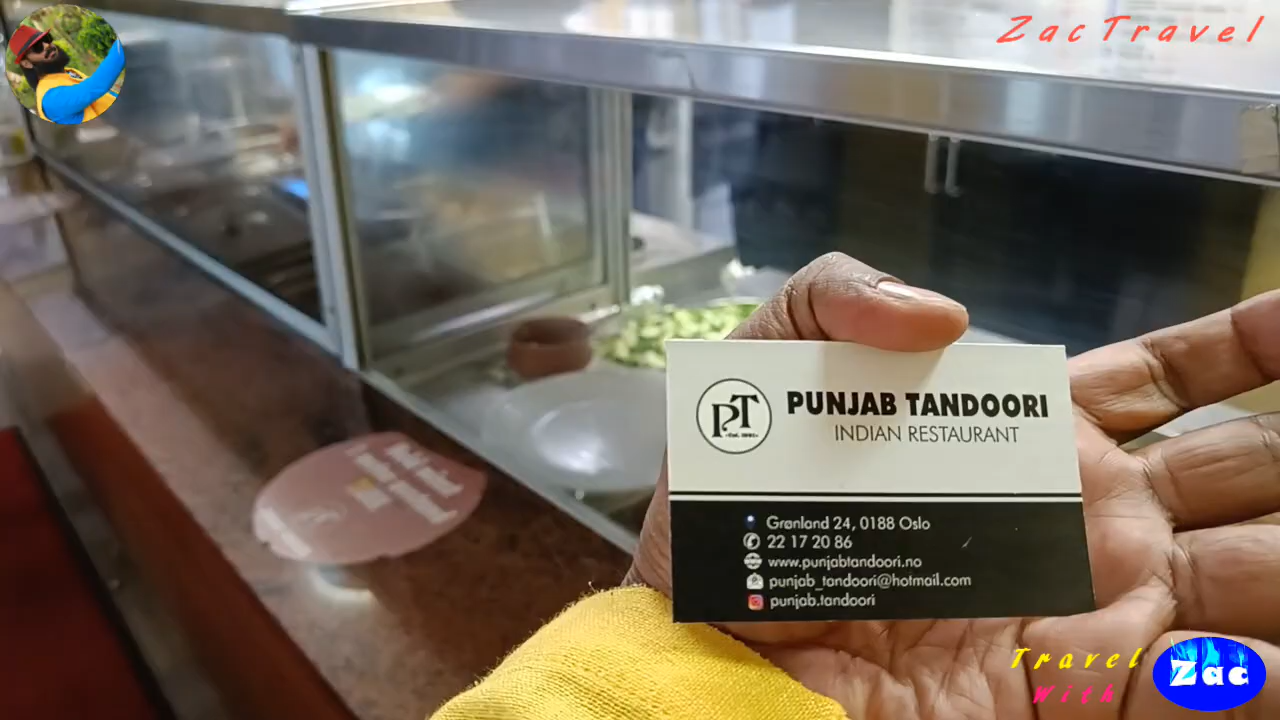 ZacTravel
PT
PUNJAB TANDOORI
INDIAN RESTAURANT
Grønland 24, 0188 Oslo
22 17 20 86
www.punjabtandoori.no
punjab_tandoori@hotmail.com
punjab.tandoori
Travel
With
Zac